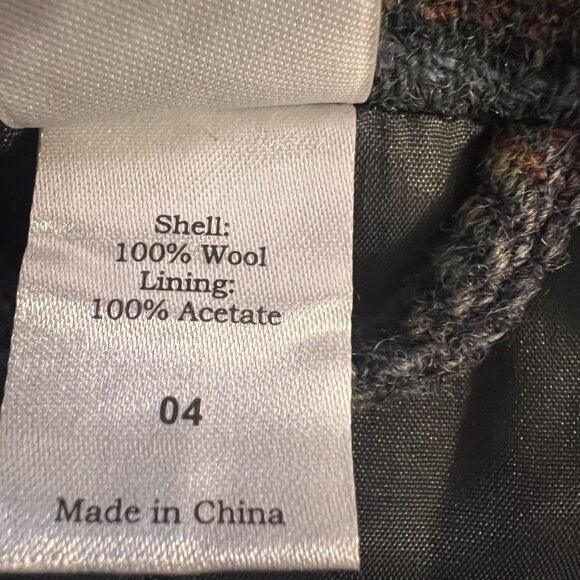 Shell:
100% Wool
Lining:
100% Acetate
04
Made in China